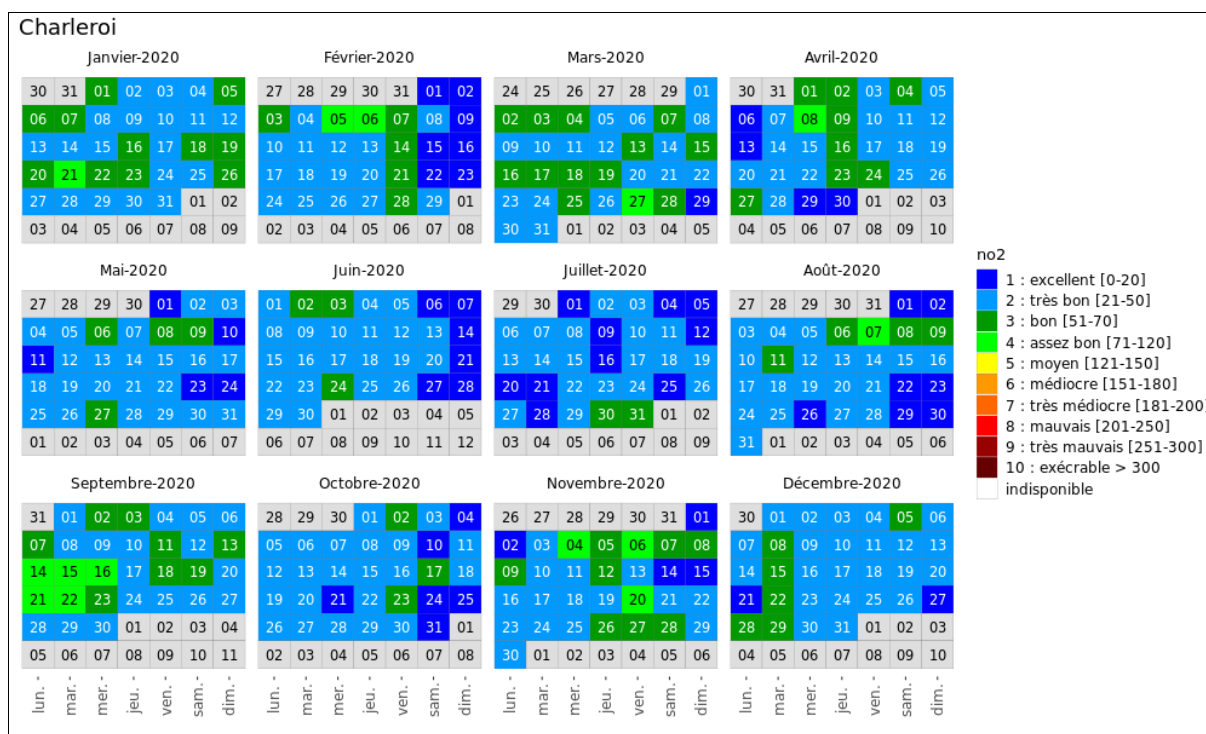 Charleroi
Janvier-2020 Février-2020 Mars-2020 Avril-2020
30 31 01 02 03 04 05 27 28 29 30 31 01 02 24 25 26 27 28 29 01 30 31 01 02 03 04 05
06 07 08 09 10 11 12 03 04 05 06 07 08 09 02 03 04 05 06 07 08 06 07 08 09 10 11 12
13 14 15 16 17 18 19 10 11 12 13 14 15 16 09 10 11 12 13 14 15 13 14 15 16 17 18 19
20 21 22 23 24 25 26 17 18 19 20 21 22 23 16 17 18 19 20 21 22 20 21 22 23 24 25 26
27 28 29 30 31 01 02 24 25 26 27 28 29 01 23 24 25 26 27 28 29 27 28 29 30 01 02 03
03 04 05 06 07 08 09 02 03 04 05 06 07 08 30 31 01 02 03 04 05 04 05 06 07 08 09 10
Mai-2020 Juin-2020 Juillet-2020 Août-2020
27 28 29 30 01 02 03 01 02 03 04 05 06 07 29 30 01 02 03 04 05 27 28 29 30 31 01 02
04 05 06 07 08 09 10 08 09 10 11 12 13 14 06 07 08 09 10 11 12 03 04 05 06 07 08 09
11 12 13 14 15 16 17 15 16 17 18 19 20 21 13 14 15 16 17 18 19 10 11 12 13 14 15 16
18 19 20 21 22 23 24 22 23 24 25 26 27 28 20 21 22 23 24 25 26 17 18 19 20 21 22 23
25 26 27 28 29 30 31 29 30 01 02 03 04 05 27 28 29 30 31 01 02 24 25 26 27 28 29 30
01 02 03 04 05 06 07 06 07 08 09 10 11 12 03 04 05 06 07 08 09 31 01 02 03 04 05 06
Septembre-2020 Octobre-2020 Novembre-2020 Décembre-2020
31 01 02 03 04 05 06 28 29 30 01 02 03 04 26 27 28 29 30 31 01 30 01 02 03 04 05 06
07 08 09 10 11 12 13 05 06 07 08 09 10 11 02 03 04 05 06 07 08 07 08 09 10 11 12 13
14 15 16 17 18 19 20 12 13 14 15 16 17 18 09 10 11 12 13 14 15 14 15 16 17 18 19 20
21 22 23 24 25 26 27 19 20 21 22 23 24 25 16 17 18 19 20 21 22 21 22 23 24 25 26 27
28 29 30 01 02 03 04 26 27 28 29 30 31 01 23 24 25 26 27 28 29 28 29 30 31 01 02 03
05 06 07 08 09 10 11 02 03 04 05 06 07 08 30 01 02 03 04 05 06 04 05 06 07 08 09 10
lun. - mar. - mer. - jeu. - ven. - sam. - dim. - lun. - mar. - mer. - jeu. - ven. - sam. - dim. - lun. - mar. - mer. - jeu. - ven. - sam. - dim. - lun. - mar. - mer. - jeu. - ven. - sam. - dim. -
no2
1 : excellent [0-20]
2 : très bon [21-50]
3 : bon [51-70]
4 : assez bon [71-120]
5 : moyen [121-150]
6 : médiocre [151-180]
7 : très médiocre [181-200]
8 : mauvais [201-250]
9 : très mauvais [251-300]
10 : exécrable > 300
indisponible